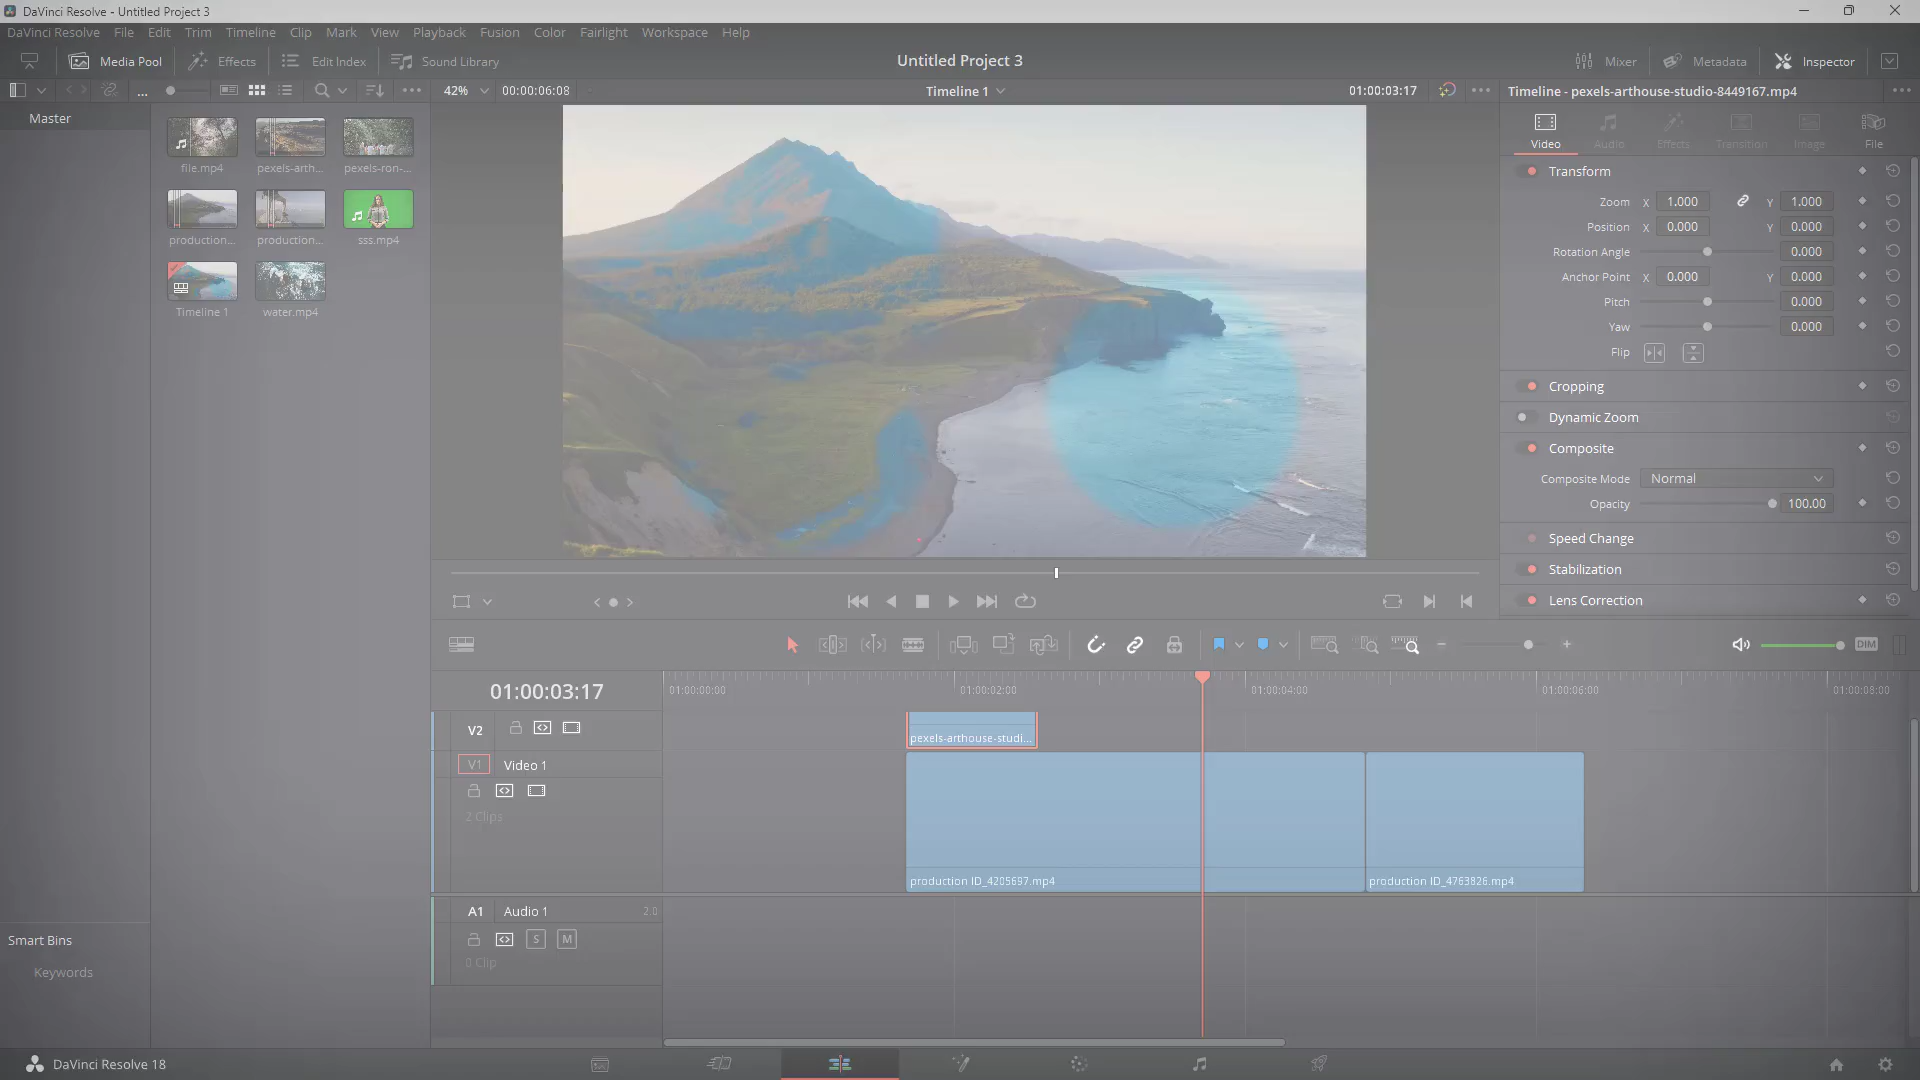 DaVinci Resolve - Untitled Project 3
DaVinci Resolve File Edit Trim Timeline Clip Mark View Playback Fusion Color Fairlight Workspace Help
Media Pool Effects Edit Index Sound Library Untitled Project 3 Mixer Metadata Inspector
... 42% 00:00:06:08 Timeline 1 01:00:03:17 Timeline - pexels-arthouse-studio-8449167.mp4
Master
file.mp4 pexels-arth... pexels-ron-...
production... production... sss.mp4
Timeline 1 water.mp4
Smart Bins
Keywords
Video Audio Effects Transition Image File
Transform
Zoom X 1.000 Y 1.000
Position X 0.000 Y 0.000
Rotation Angle 0.000
Anchor Point X 0.000 Y 0.000
Pitch 0.000
Yaw 0.000
Flip
Cropping
Dynamic Zoom
Composite
Composite Mode Normal
Opacity 100.00
Speed Change
Stabilization
Lens Correction
DIM
01:00:03:17 01:00:00:00 01:00:02:00 01:00:04:00 01:00:06:00 01:00:08:00
V2 pexels-arthouse-studi...
V1 Video 1
2 Clips
production ID_4205697.mp4 production ID_4763826.mp4
A1 Audio 1 2.0
S M
0 Clip
DaVinci Resolve 18